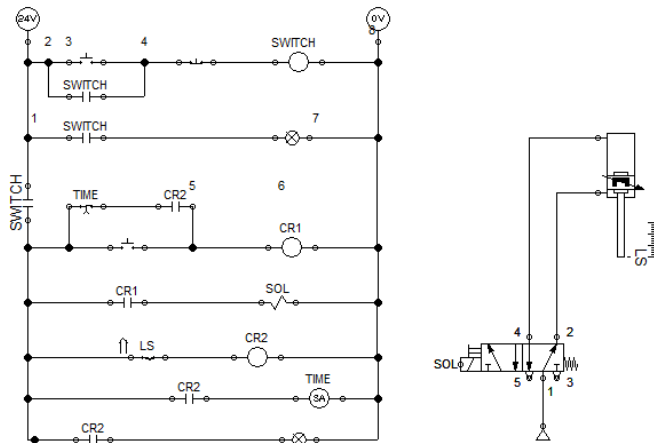 24V
0V
8
2 3 4 SWITCH
SWITCH
1 SWITCH 7
SWITCH
TIME CR2 5 6
CR1
CR1 SOL
LS CR2
CR2 TIME
SA
CR2
LS
4 2
SOL
5 1 3